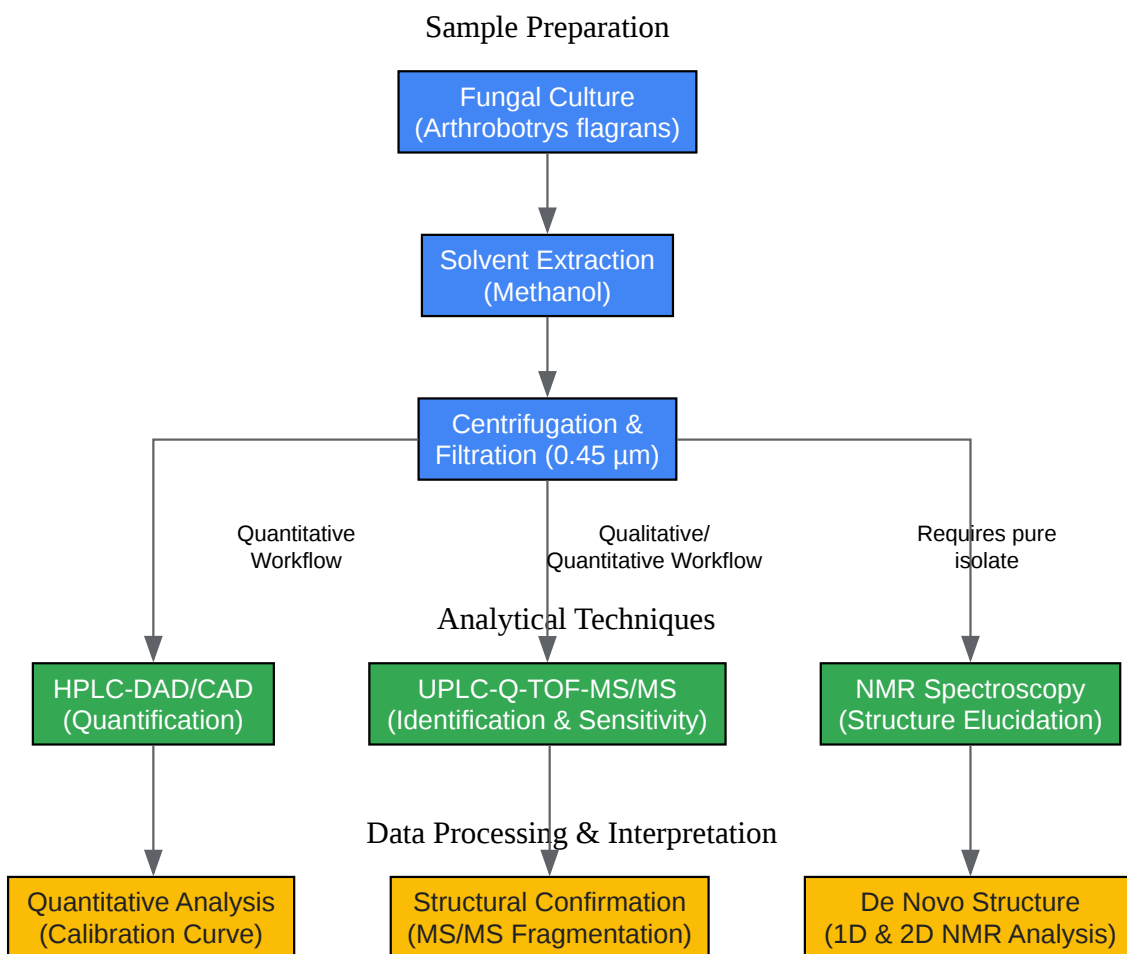 Sample Preparation
Fungal Culture
(Arthrobotrys flagrans)
Solvent Extraction
(Methanol)
Centrifugation &
Filtration (0.45 µm)
Quantitative
Workflow
Qualitative/
Quantitative Workflow
Requires pure
isolate
Analytical Techniques
HPLC-DAD/CAD
(Quantification)
UPLC-Q-TOF-MS/MS
(Identification & Sensitivity)
NMR Spectroscopy
(Structure Elucidation)
Data Processing & Interpretation
Quantitative Analysis
(Calibration Curve)
Structural Confirmation
(MS/MS Fragmentation)
De Novo Structure
(1D & 2D NMR Analysis)